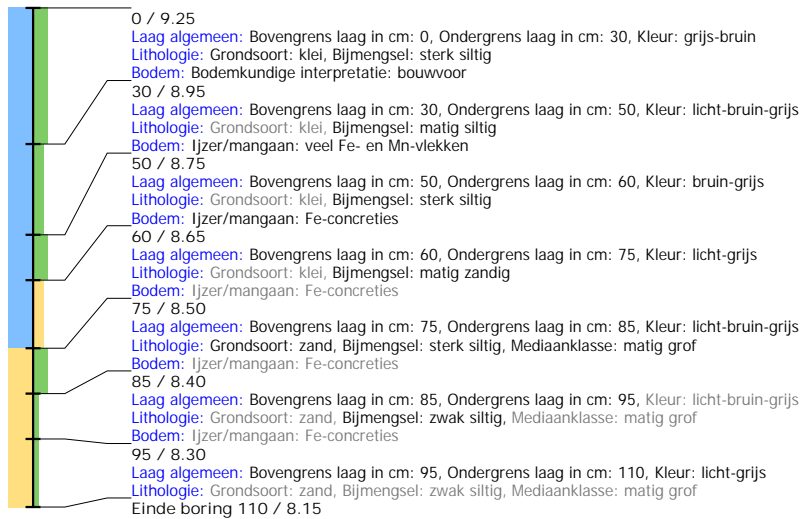 0 / 9.25
Laag algemeen: Bovengrens laag in cm: 0, Ondergrens laag in cm: 30, Kleur: grijs-bruin
Lithologie: Grondsoort: klei, Bijmengsel: sterk siltig
Bodem: Bodemkundige interpretatie: bouwvoor
30 / 8.95
Laag algemeen: Bovengrens laag in cm: 30, Ondergrens laag in cm: 50, Kleur: licht-bruin-grijs
Lithologie: Grondsoort: klei, Bijmengsel: matig siltig
Bodem: Ijzer/mangaan: veel Fe- en Mn-vlekken
50 / 8.75
Laag algemeen: Bovengrens laag in cm: 50, Ondergrens laag in cm: 60, Kleur: bruin-grijs
Lithologie: Grondsoort: klei, Bijmengsel: sterk siltig
Bodem: Ijzer/mangaan: Fe-concreties
60 / 8.65
Laag algemeen: Bovengrens laag in cm: 60, Ondergrens laag in cm: 75, Kleur: licht-grijs
Lithologie: Grondsoort: klei, Bijmengsel: matig zandig
Bodem: Ijzer/mangaan: Fe-concreties
75 / 8.50
Laag algemeen: Bovengrens laag in cm: 75, Ondergrens laag in cm: 85, Kleur: licht-bruin-grijs
Lithologie: Grondsoort: zand, Bijmengsel: sterk siltig, Mediaanklasse: matig grof
Bodem: Ijzer/mangaan: Fe-concreties
85 / 8.40
Laag algemeen: Bovengrens laag in cm: 85, Ondergrens laag in cm: 95, Kleur: licht-bruin-grijs
Lithologie: Grondsoort: zand, Bijmengsel: zwak siltig, Mediaanklasse: matig grof
Bodem: Ijzer/mangaan: Fe-concreties
95 / 8.30
Laag algemeen: Bovengrens laag in cm: 95, Ondergrens laag in cm: 110, Kleur: licht-grijs
Lithologie: Grondsoort: zand, Bijmengsel: zwak siltig, Mediaanklasse: matig grof
Einde boring 110 / 8.15